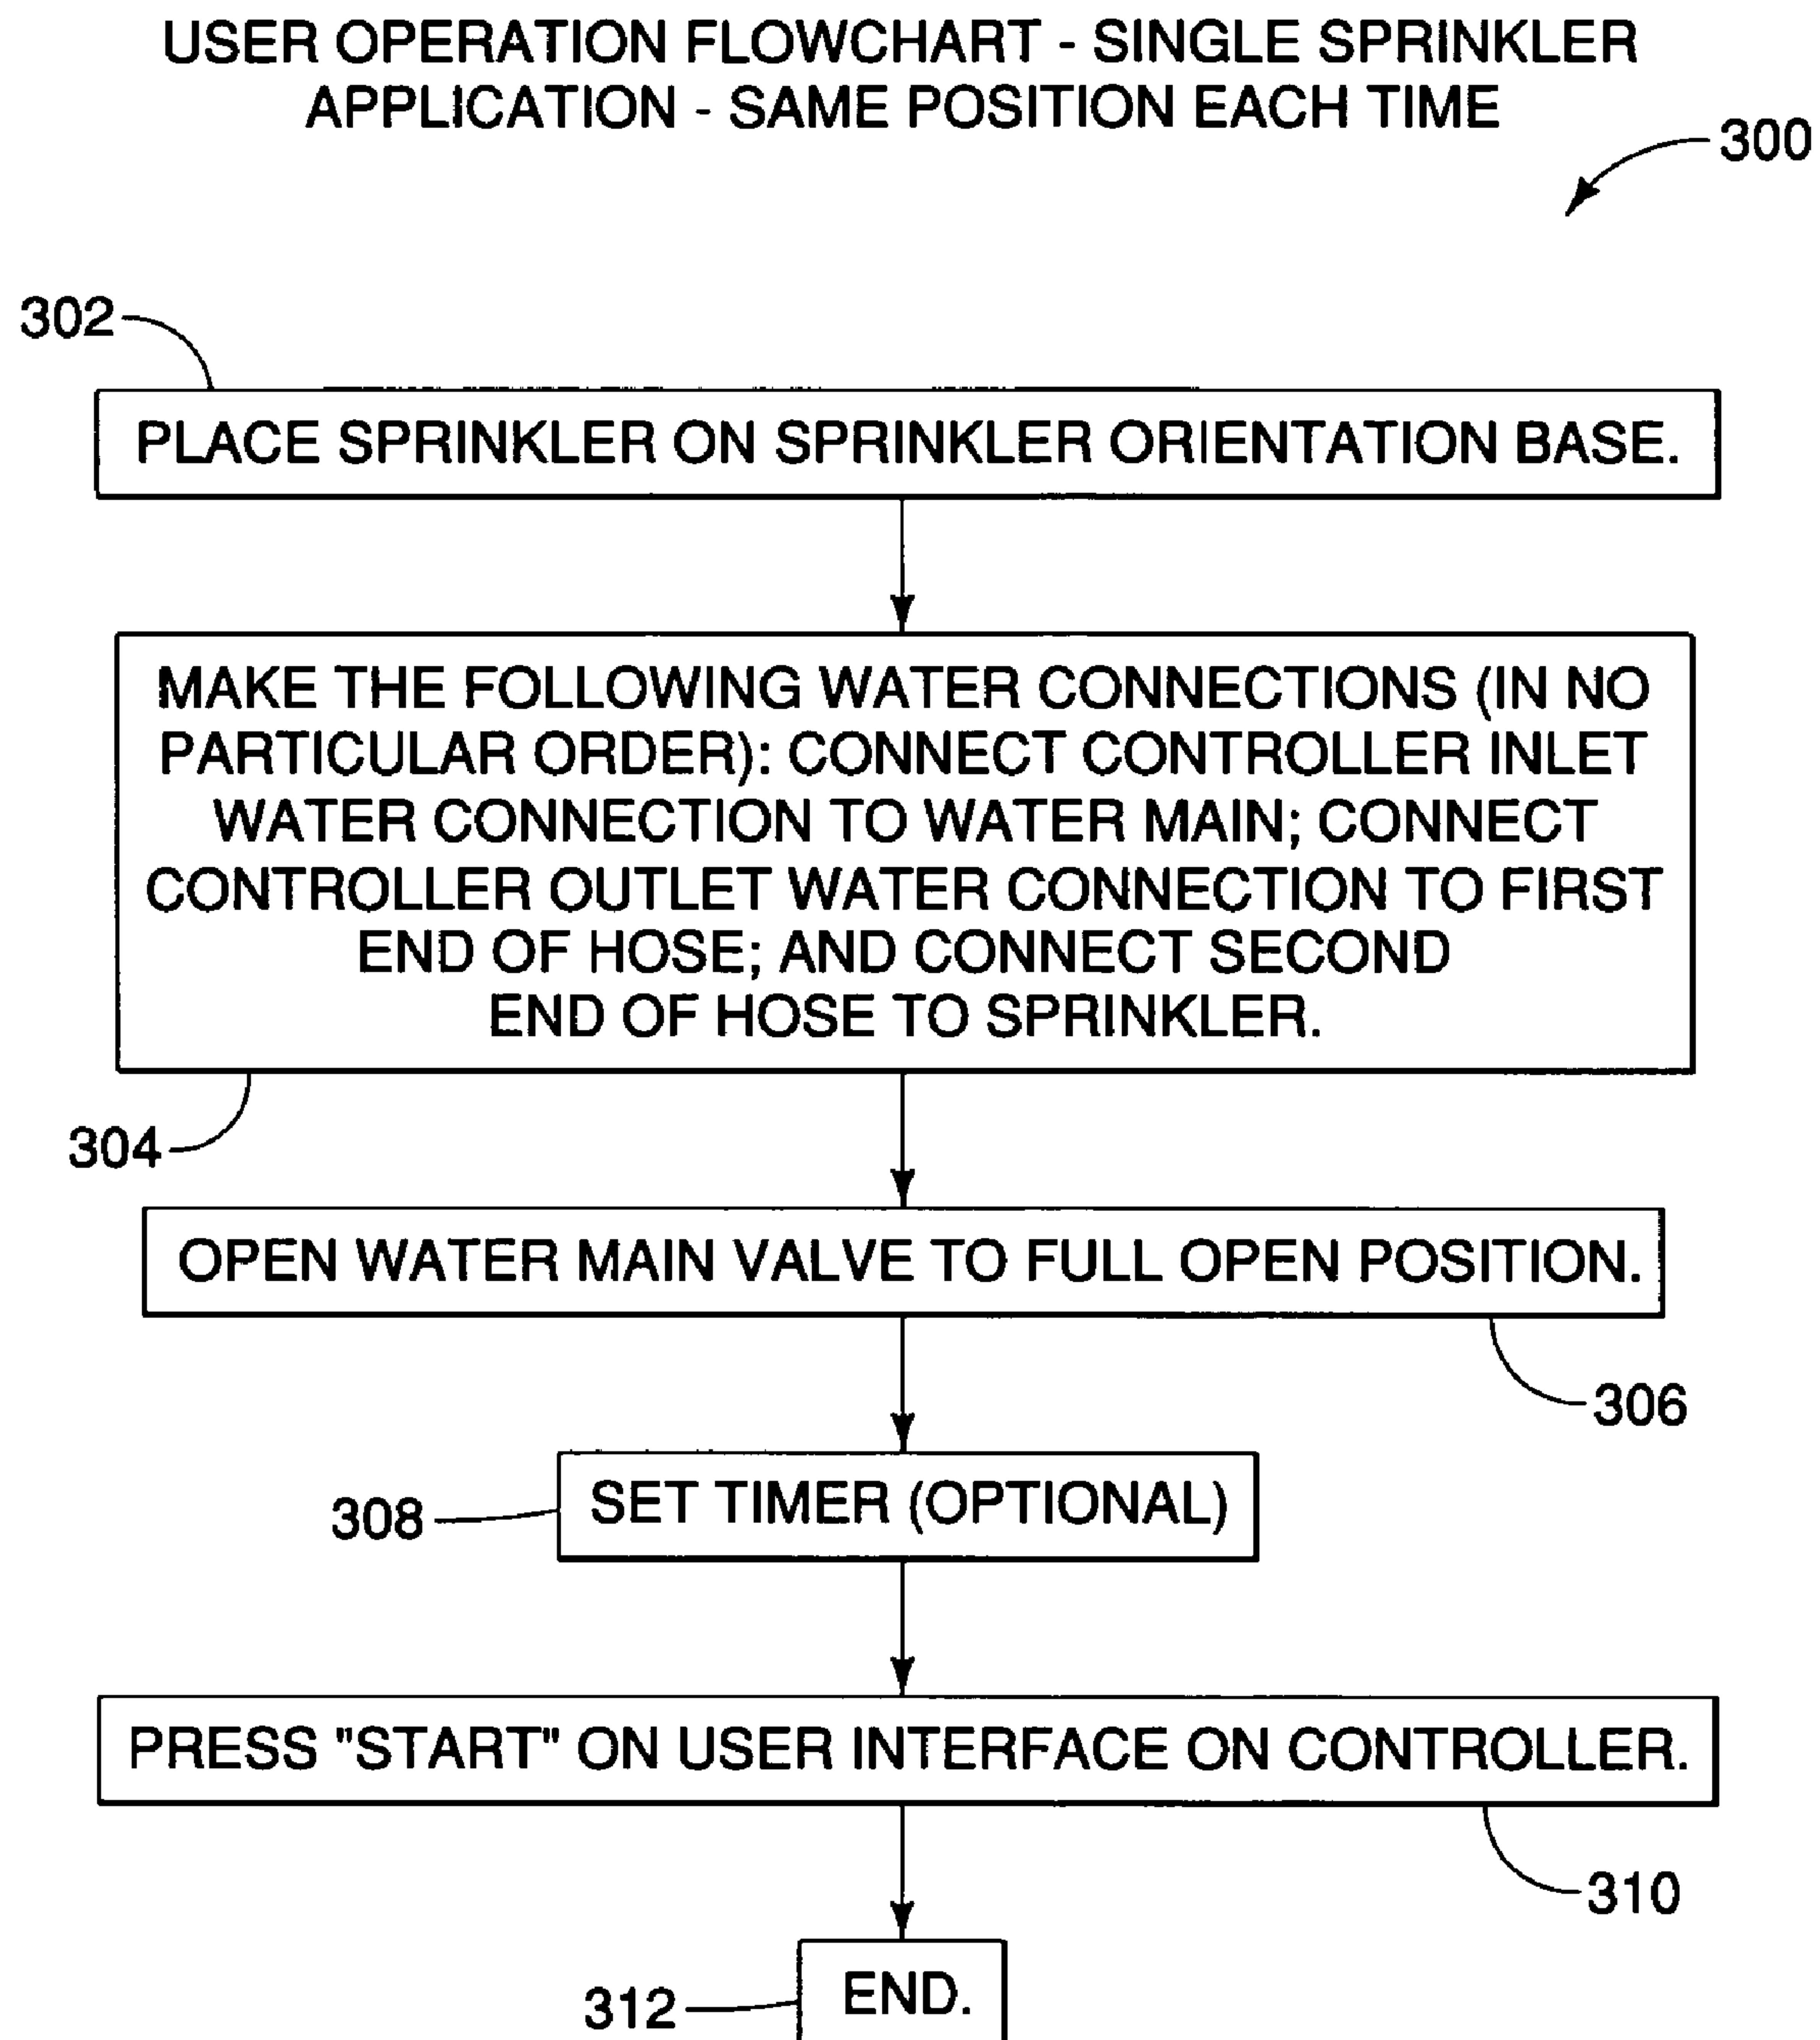 USER OPERATION FLOWCHART - SINGLE SPRINKLER
APPLICATION - SAME POSITION EACH TIME
300
302
PLACE SPRINKLER ON SPRINKLER ORIENTATION BASE.
MAKE THE FOLLOWING WATER CONNECTIONS (IN NO
PARTICULAR ORDER): CONNECT CONTROLLER INLET
WATER CONNECTION TO WATER MAIN; CONNECT
CONTROLLER OUTLET WATER CONNECTION TO FIRST
END OF HOSE; AND CONNECT SECOND
END OF HOSE TO SPRINKLER.
304
OPEN WATER MAIN VALVE TO FULL OPEN POSITION.
306
308
SET TIMER (OPTIONAL)
PRESS "START" ON USER INTERFACE ON CONTROLLER.
310
312
END.